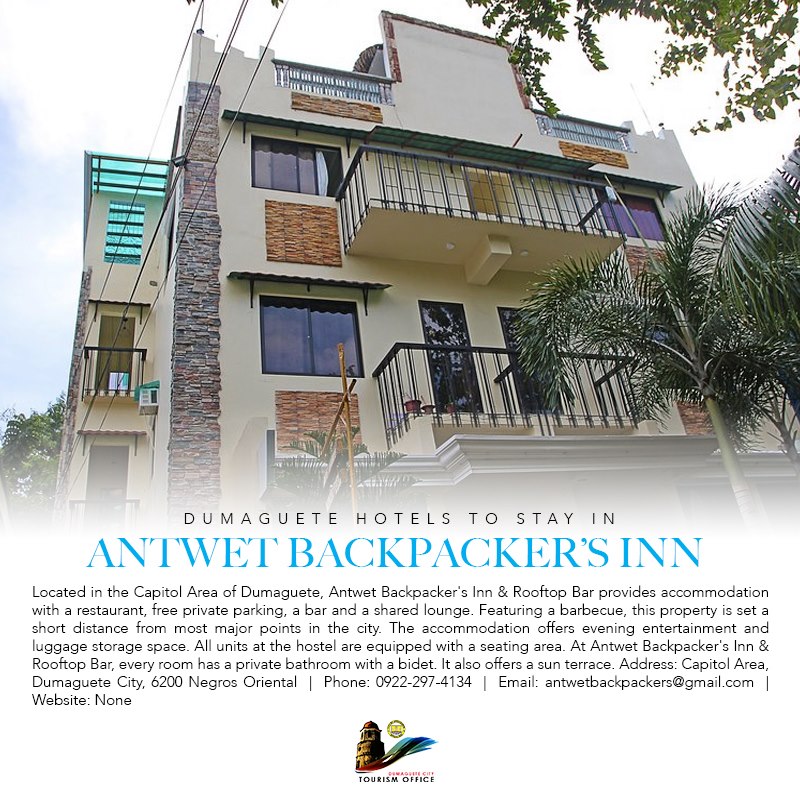 DUMAGUETE HOTELS TO STAY IN
ANTWET BACKPACKER'S INN
Located in the Capitol Area of Dumaguete, Antwet Backpacker's Inn & Rooftop Bar provides accommodation
with a restaurant, free private parking, a bar and a shared lounge. Featuring a barbecue, this property is set a
short distance from most major points in the city. The accommodation offers evening entertainment and
luggage storage space. All units at the hostel are equipped with a seating area. At Antwet Backpacker's Inn &
Rooftop Bar, every room has a private bathroom with a bidet. It also offers a sun terrace. Address: Capitol Area,
Dumaguete City, 6200 Negros Oriental | Phone: 0922-297-4134 | Email: antwetbackpackers@gmail.com |
Website: None
DUMAGUETE CITY
TOURISM OFFICE